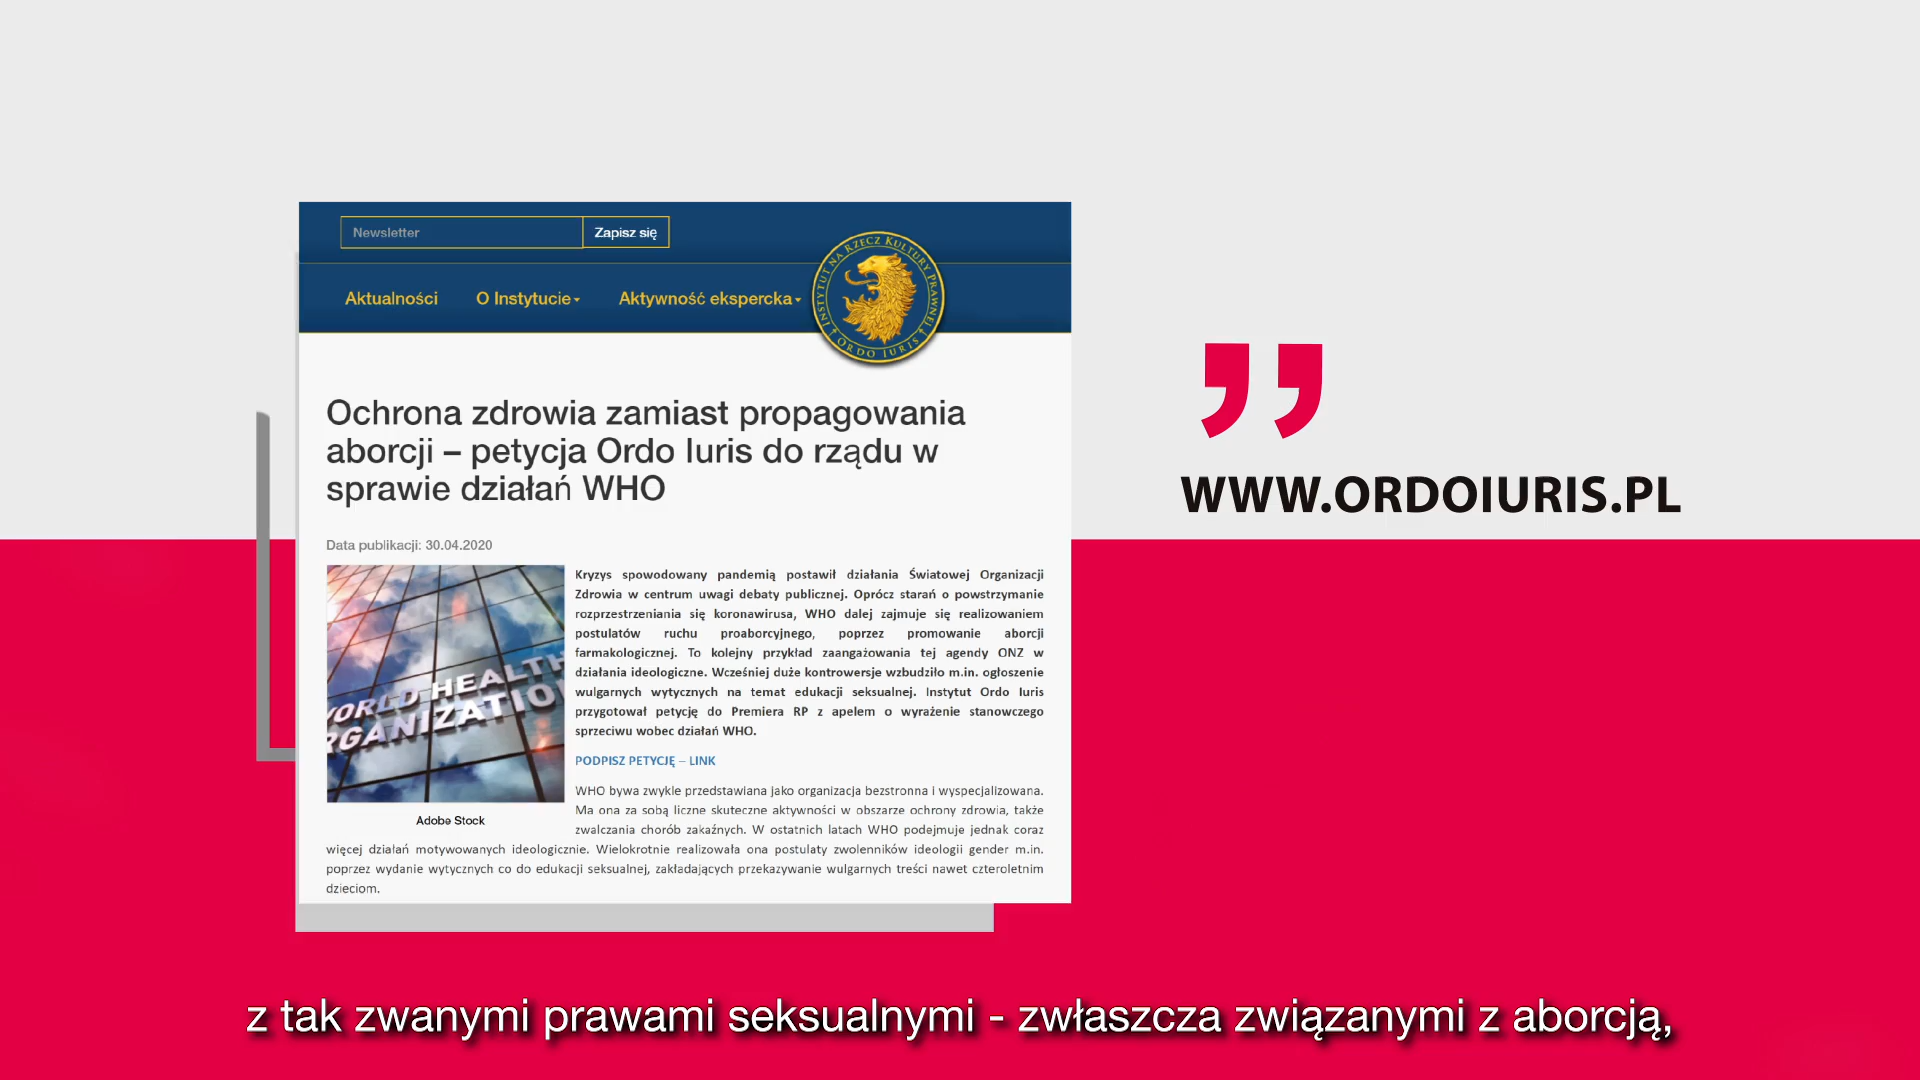 Newsletter
Zapisz się
Aktualności
O Instytucie
Aktywność ekspercka
INSTYTUT NA RZECZ KULTURY PRAWNEJ
ORDO IURIS
Ochrona zdrowia zamiast propagowania
aborcji – petycja Ordo Iuris do rządu w
sprawie działań WHO
Data publikacji: 30.04.2020
WORLD HEALTH
ORGANIZATION
Adobe Stock
Kryzys spowodowany pandemią postawił działania Światowej Organizacji
Zdrowia w centrum uwagi debaty publicznej. Oprócz starań o powstrzymanie
rozprzestrzeniania się koronawirusa, WHO dalej zajmuje się realizowaniem
postulatów ruchu proaborcyjnego, poprzez promowanie aborcji
farmakologicznej. To kolejny przykład zaangażowania tej agendy ONZ w
działania ideologiczne. Wcześniej duże kontrowersje wzbudziło m.in. ogłoszenie
wulgarnych wytycznych na temat edukacji seksualnej. Instytut Ordo Iuris
przygotował petycję do Premiera RP z apelem o wyrażenie stanowczego
sprzeciwu wobec działań WHO.
PODPISZ PETYCJĘ – LINK
WHO bywa zwykle przedstawiana jako organizacja bezstronna i wyspecjalizowana.
Ma ona za sobą liczne skuteczne aktywności w obszarze ochrony zdrowia, także
zwalczania chorób zakaźnych. W ostatnich latach WHO podejmuje jednak coraz
więcej działań motywowanych ideologicznie. Wielokrotnie realizowała ona postulaty zwolenników ideologii gender m.in.
poprzez wydanie wytycznych co do edukacji seksualnej, zakładających przekazywanie wulgarnych treści nawet czteroletnim
dzieciom.
”
WWW.ORDOIURIS.PL
z tak zwanymi prawami seksualnymi - zwłaszcza związanymi z aborcją,